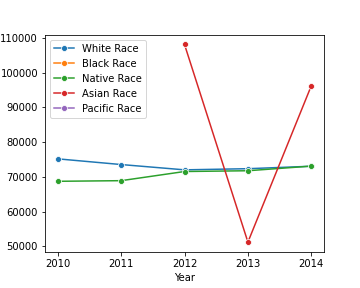 110000
100000
90000
80000
70000
60000
50000
White Race
Black Race
Native Race
Asian Race
Pacific Race
2010 2011 2012 2013 2014
Year